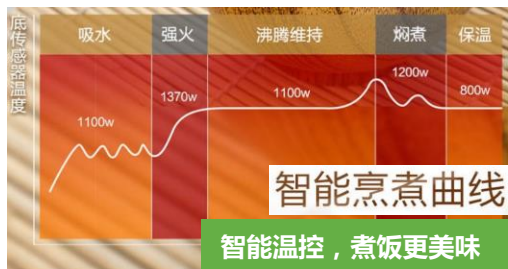 底传感器温度
吸水 强火 沸腾维持 焖煮 保温
1100w 1370w 1100w 1200w 800w
智能烹煮曲线
智能温控，煮饭更美味